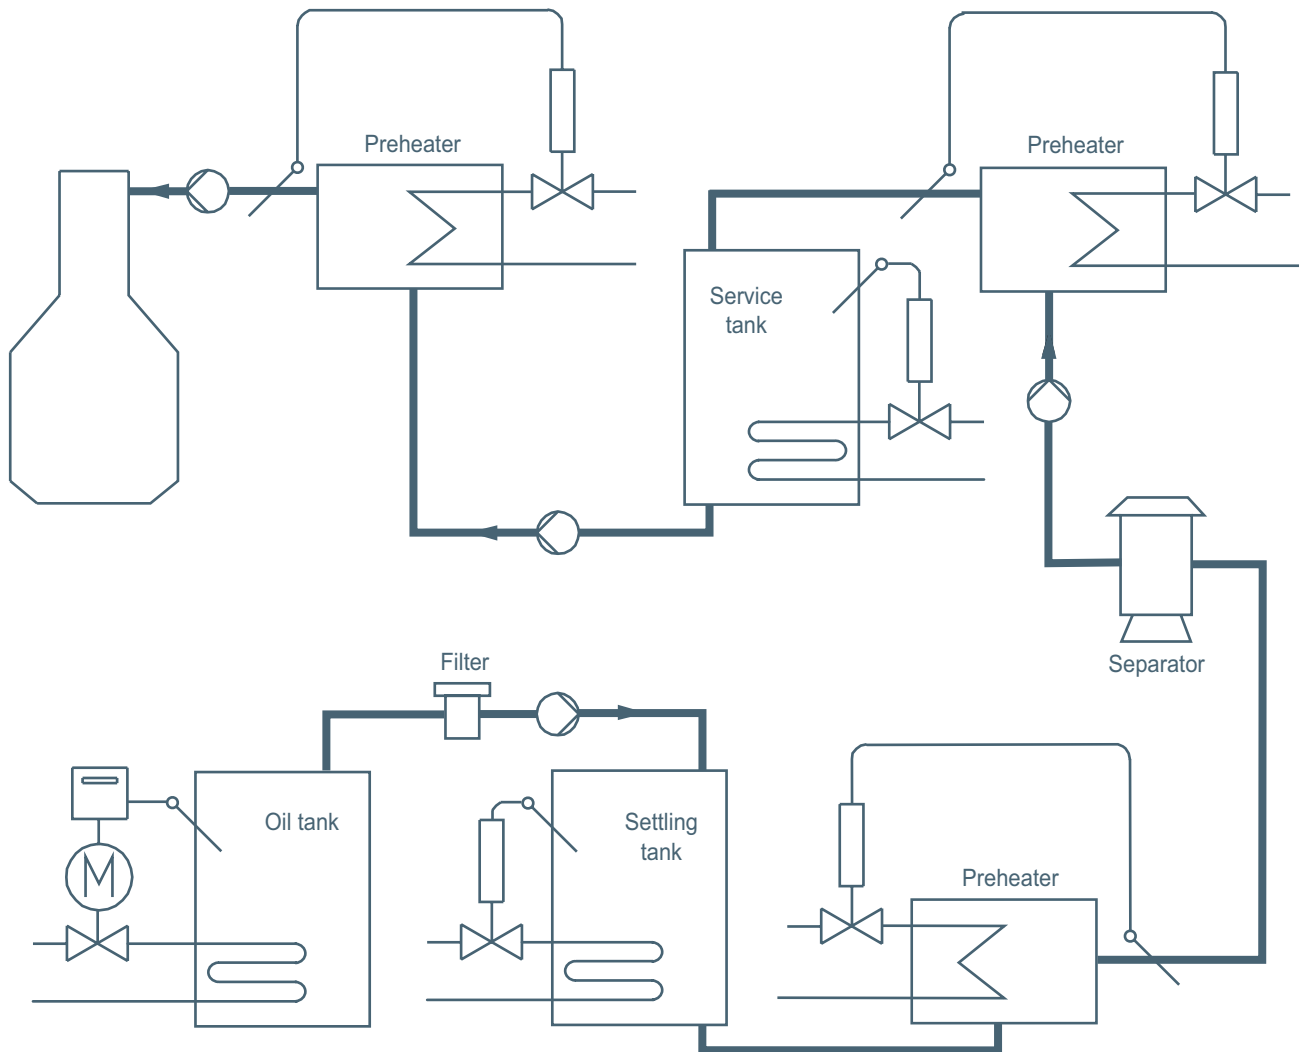 Preheater
Preheater
Service
tank
Filter
Separator
Oil tank
Settling
tank
Preheater
M